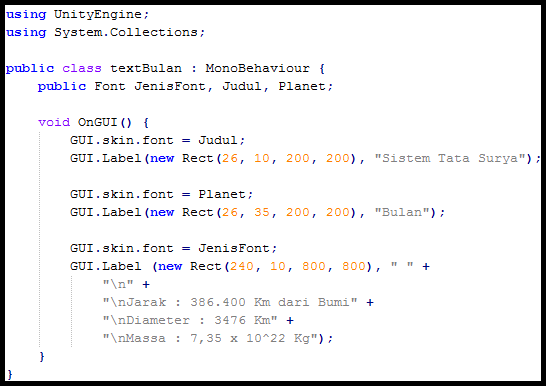 using UnityEngine;
using System.Collections;
public class textBulan : MonoBehaviour {
public Font JenisFont, Judul, Planet;
void OnGUI() {
GUI.skin.font = Judul;
GUI.Label(new Rect(26, 10, 200, 200), "Sistem Tata Surya");
GUI.skin.font = Planet;
GUI.Label(new Rect(26, 35, 200, 200), "Bulan");
GUI.skin.font = JenisFont;
GUI.Label (new Rect(240, 10, 800, 800), " " +
"\n" +
"\nJarak : 386.400 Km dari Bumi" +
"\nDiameter : 3476 Km" +
"\nMassa : 7,35 x 10^22 Kg");
}
}